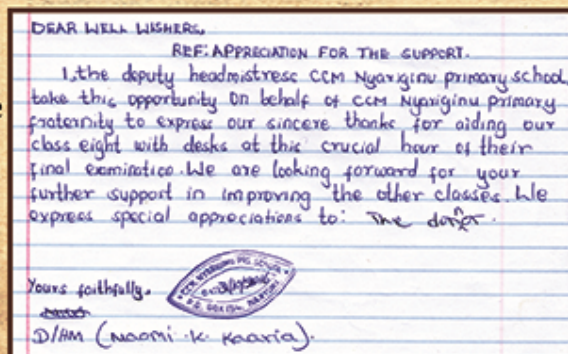 DEAR WELL WISHERS,
REF: APPRECIATION FOR THE SUPPORT.
I, the deputy headmistress CCM Nyariginu primary school,
take this opportunity on behalf of CCM Nyariginu primary
fraternity to express our sincere thanks for aiding our
class eight with desks at this crucial hour of their
final examination. We are looking forward for your
further support in improving the other classes. We
express special appreciations to: The donor.
Yours faithfully.
D/HM (Naomi .K. Kaaria).